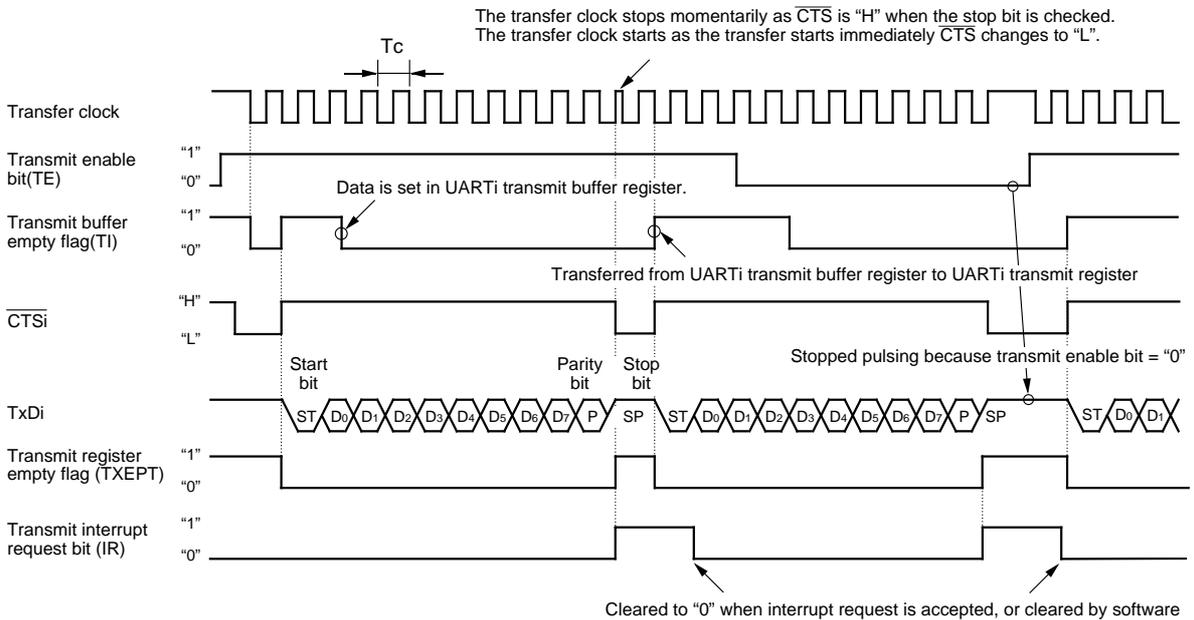 The transfer clock stops momentarily as CTS is “H” when the stop bit is checked.
The transfer clock starts as the transfer starts immediately CTS changes to “L”.
Tc
Transfer clock
Transmit enable
bit(TE)
“1”
“0”
Data is set in UARTi transmit buffer register.
Transmit buffer
empty flag(TI)
“1”
“0”
Transferred from UARTi transmit buffer register to UARTi transmit register
CTSi
“H”
“L”
Start
bit
Parity
bit
Stop
bit
Stopped pulsing because transmit enable bit = “0”
TxDi
ST D0 D1 D2 D3 D4 D5 D6 D7 P SP ST D0 D1 D2 D3 D4 D5 D6 D7 P SP ST D0 D1
Transmit register
empty flag (TXEPT)
“1”
“0”
Transmit interrupt
request bit (IR)
“1”
“0”
Cleared to “0” when interrupt request is accepted, or cleared by software